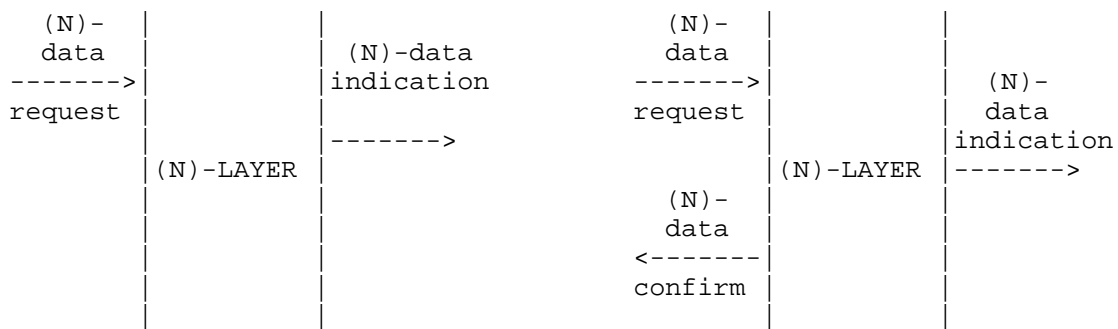 (N)- | | (N)- | |
data | | (N)-data data | |
------->| |indication ------->| | (N)-
request | | request | | data
| |-------> | |indication
|(N)-LAYER | |(N)-LAYER |------->
| | (N)- | |
| | data | |
| | <-------| |
| | confirm | |
| | | |